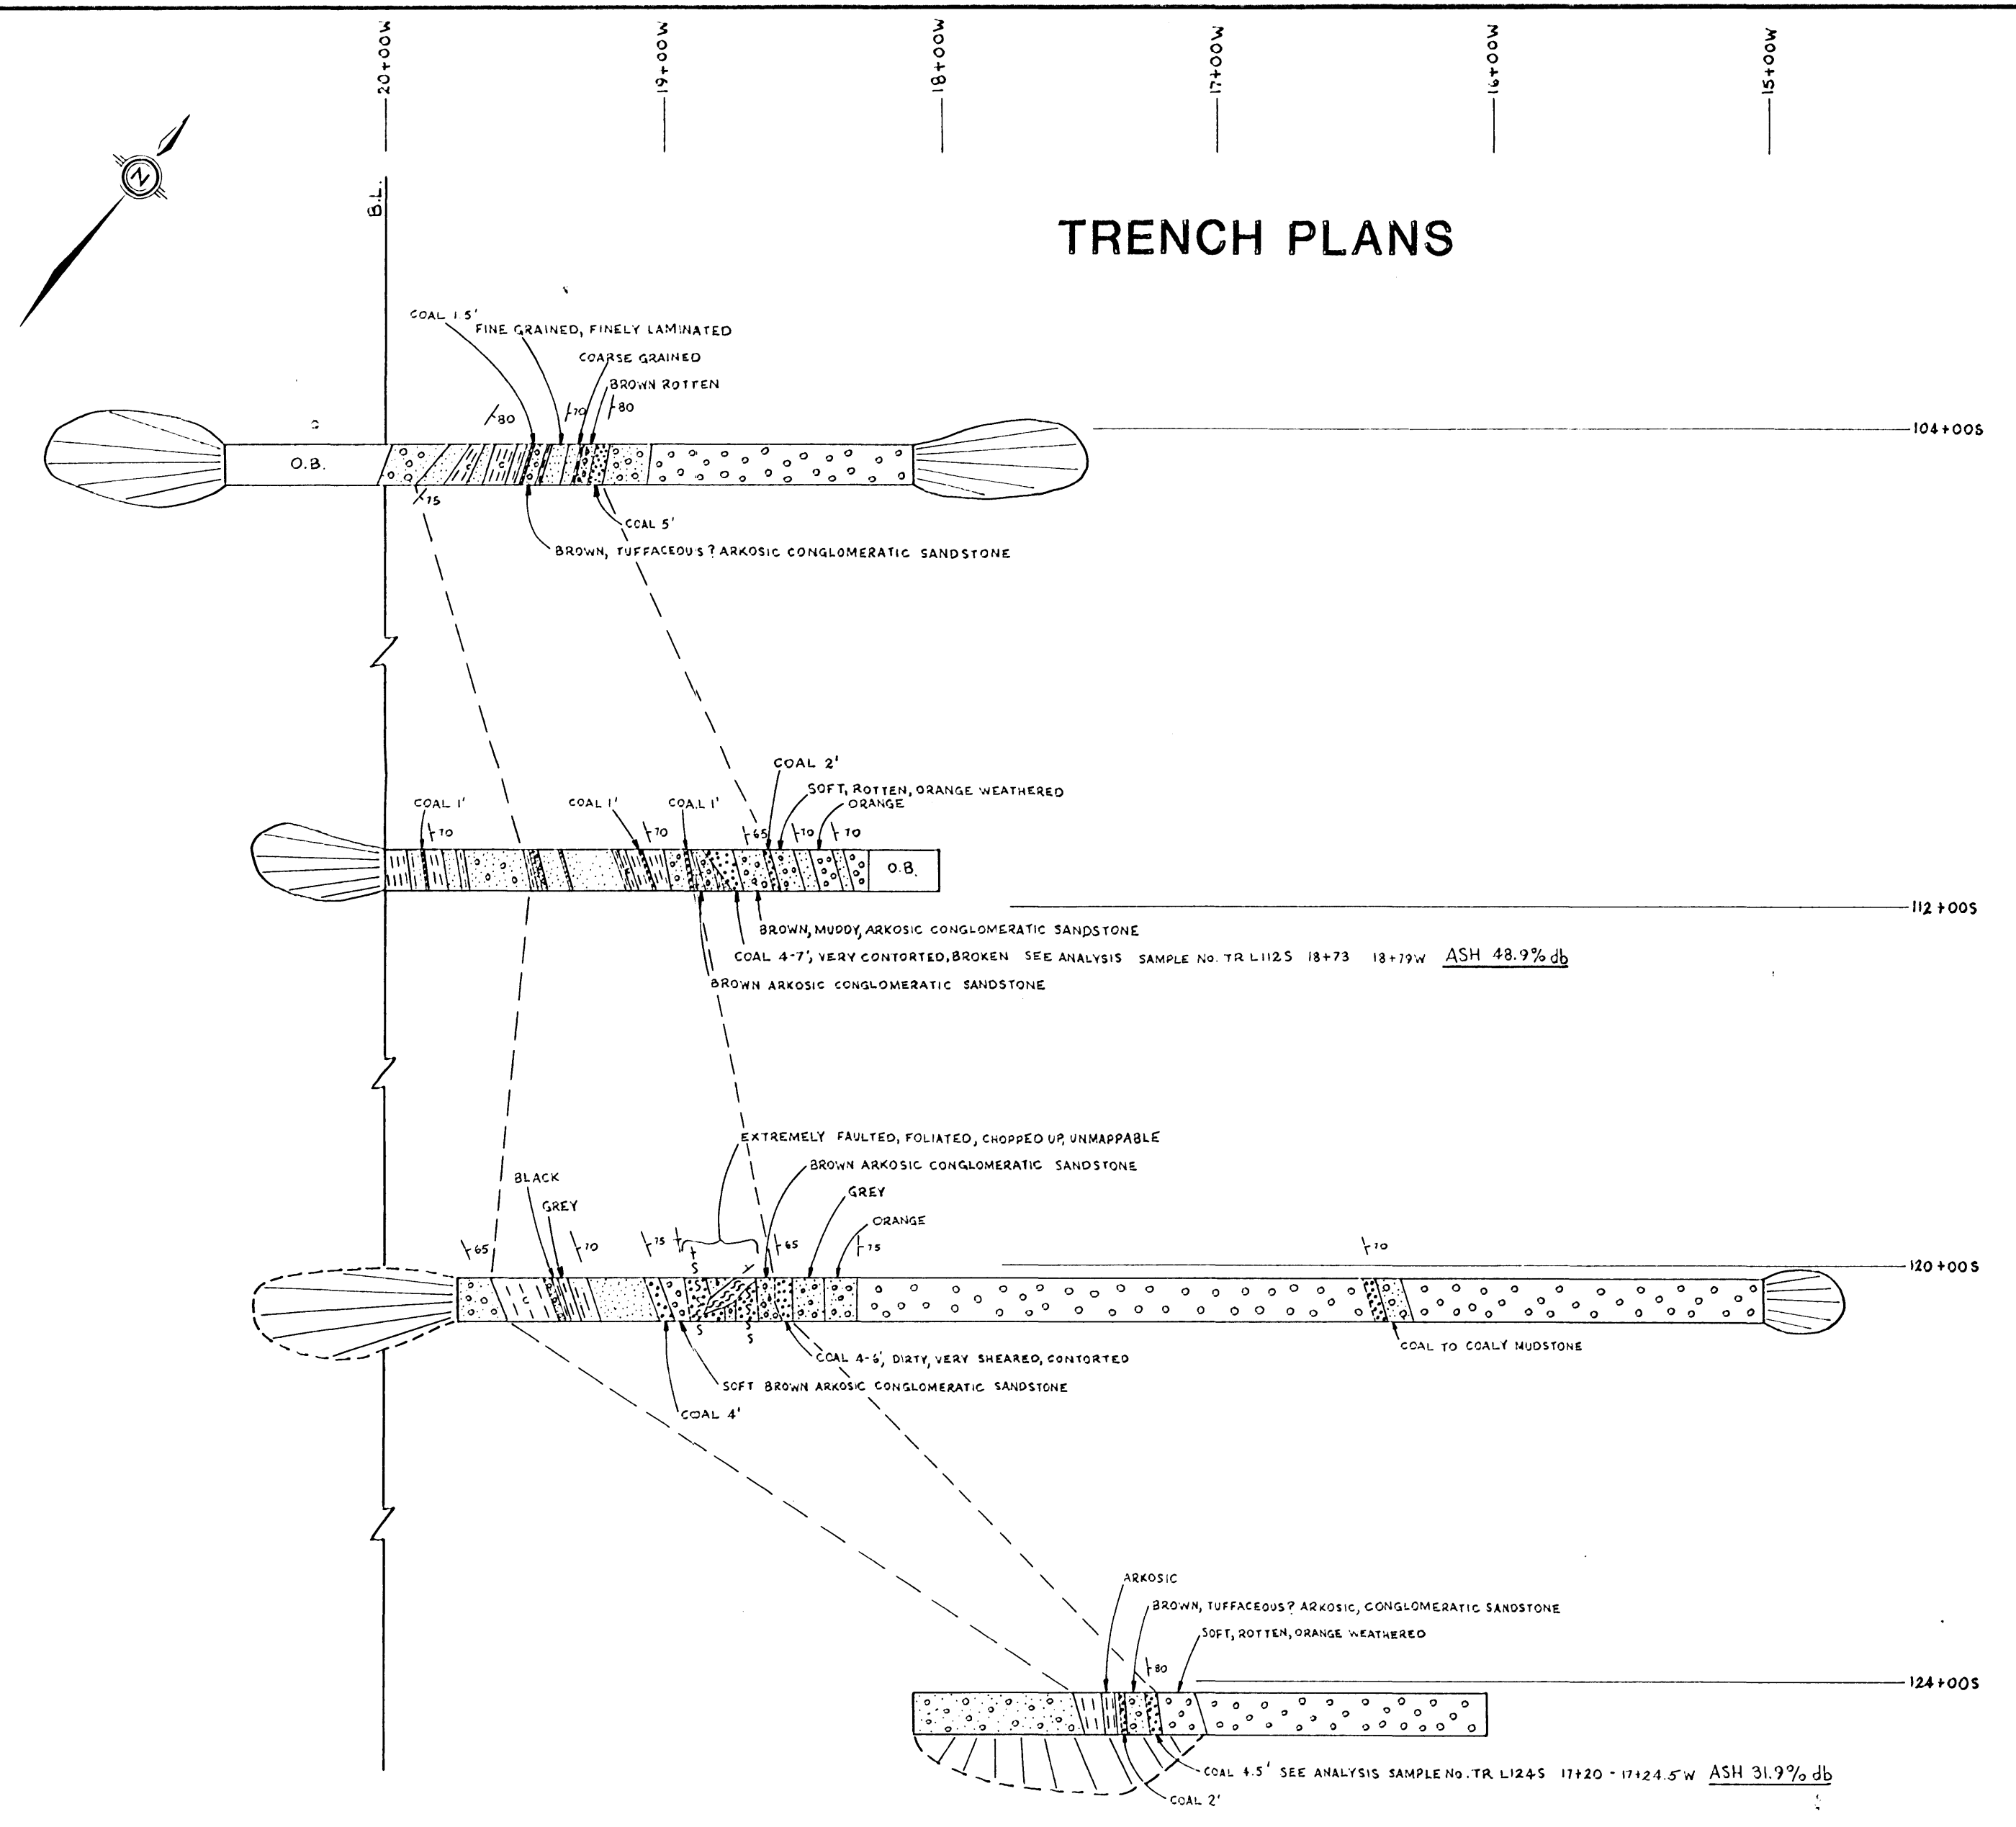 20+00W
19+00W
18+00W
17+00W
16+00W
15+00W
N
B.L.
TRENCH PLANS
COAL 1.5'
FINE GRAINED, FINELY LAMINATED
COARSE GRAINED
BROWN ROTTEN
80
70
80
104+00S
O.B.
75
COAL 5'
BROWN, TUFFACEOUS? ARKOSIC CONGLOMERATIC SANDSTONE
COAL 2'
SOFT, ROTTEN, ORANGE WEATHERED
COAL 1'
COAL 1'
COAL 1'
ORANGE
70
70
65
70
70
O.B.
112+00S
BROWN, MUDDY, ARKOSIC CONGLOMERATIC SANDSTONE
COAL 4-7', VERY CONTORTED, BROKEN SEE ANALYSIS SAMPLE No. TR L112S 18+73 18+79W ASH 48.9% db
BROWN ARKOSIC CONGLOMERATIC SANDSTONE
EXTREMELY FAULTED, FOLIATED, CHOPPED UP, UNMAPPABLE
BROWN ARKOSIC CONGLOMERATIC SANDSTONE
BLACK
GREY
GREY
ORANGE
65
70
75
65
75
70
120+00S
S
S
S
COAL TO COALY MUDSTONE
COAL 4-6', DIRTY, VERY SHEARED, CONTORTED
SOFT BROWN ARKOSIC CONGLOMERATIC SANDSTONE
COAL 4'
ARKOSIC
BROWN, TUFFACEOUS? ARKOSIC, CONGLOMERATIC SANDSTONE
SOFT, ROTTEN, ORANGE WEATHERED
80
124+00S
COAL 4.5' SEE ANALYSIS SAMPLE No. TR L124S 17+20 - 17+24.5W ASH 31.9% db
COAL 2'